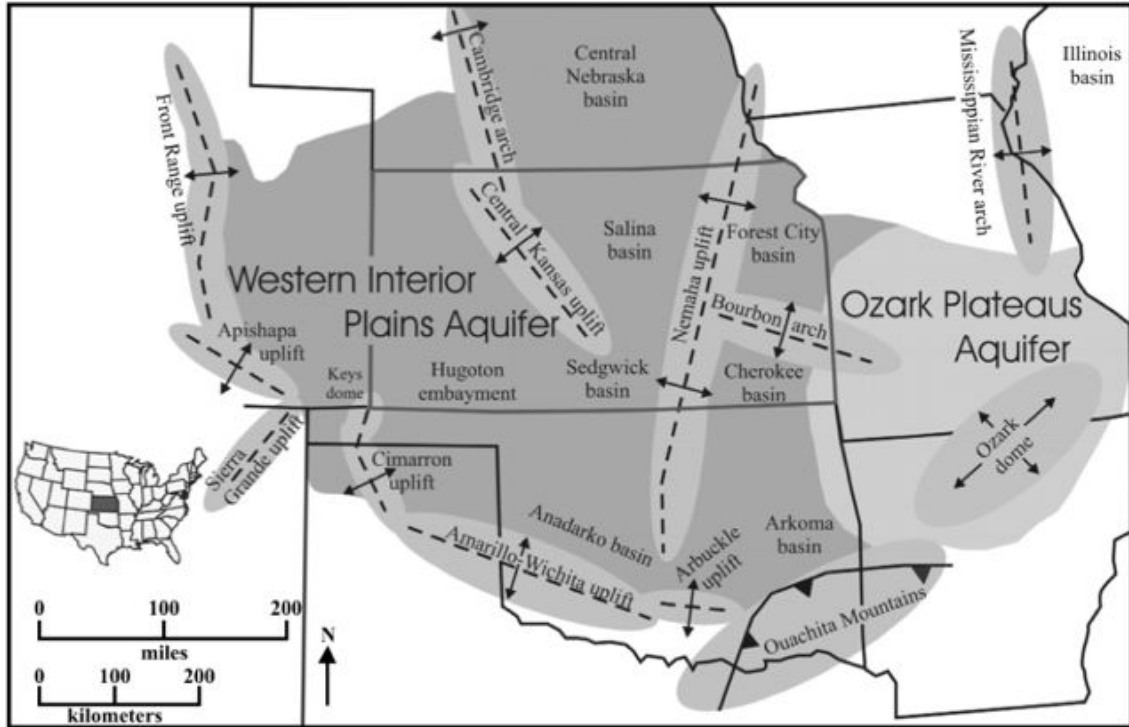 Cambridge arch
Central
Nebraska
basin
Mississippian River arch
Illinois
basin
Front Range uplift
Central
Kansas uplift
Salina
basin
Nemaha uplift
Forest City
basin
Western Interior
Plains Aquifer
Bourbon arch
Ozark Plateaus
Aquifer
Apishapa
uplift
Keys
dome
Hugoton
embayment
Sedgwick
basin
Cherokee
basin
Sierra
Grande uplift
Cimarron
uplift
Ozark
dome
Anadarko basin
Amarillo-Wichita uplift
Arbuckle
uplift
Arkoma
basin
Ouachita Mountains
0 100 200
miles
0 100 200
kilometers
N